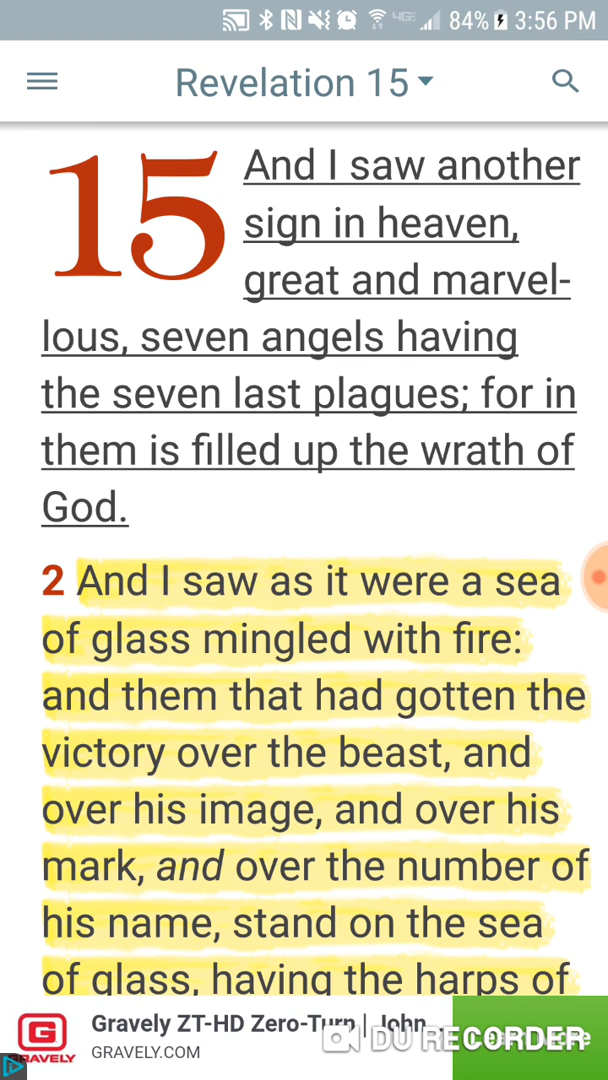 84% 3:56 PM
Revelation 15
15 And I saw another
sign in heaven,
great and marvel-
lous, seven angels having
the seven last plagues; for in
them is filled up the wrath of
God.
2 And I saw as it were a sea
of glass mingled with fire:
and them that had gotten the
victory over the beast, and
over his image, and over his
mark, and over the number of
his name, stand on the sea
of glass, having the harps of
Gravely ZT-HD Zero-Turn | John...
GRAVELY.COM
G
GRAVELY
DU RECORDER
Learn More